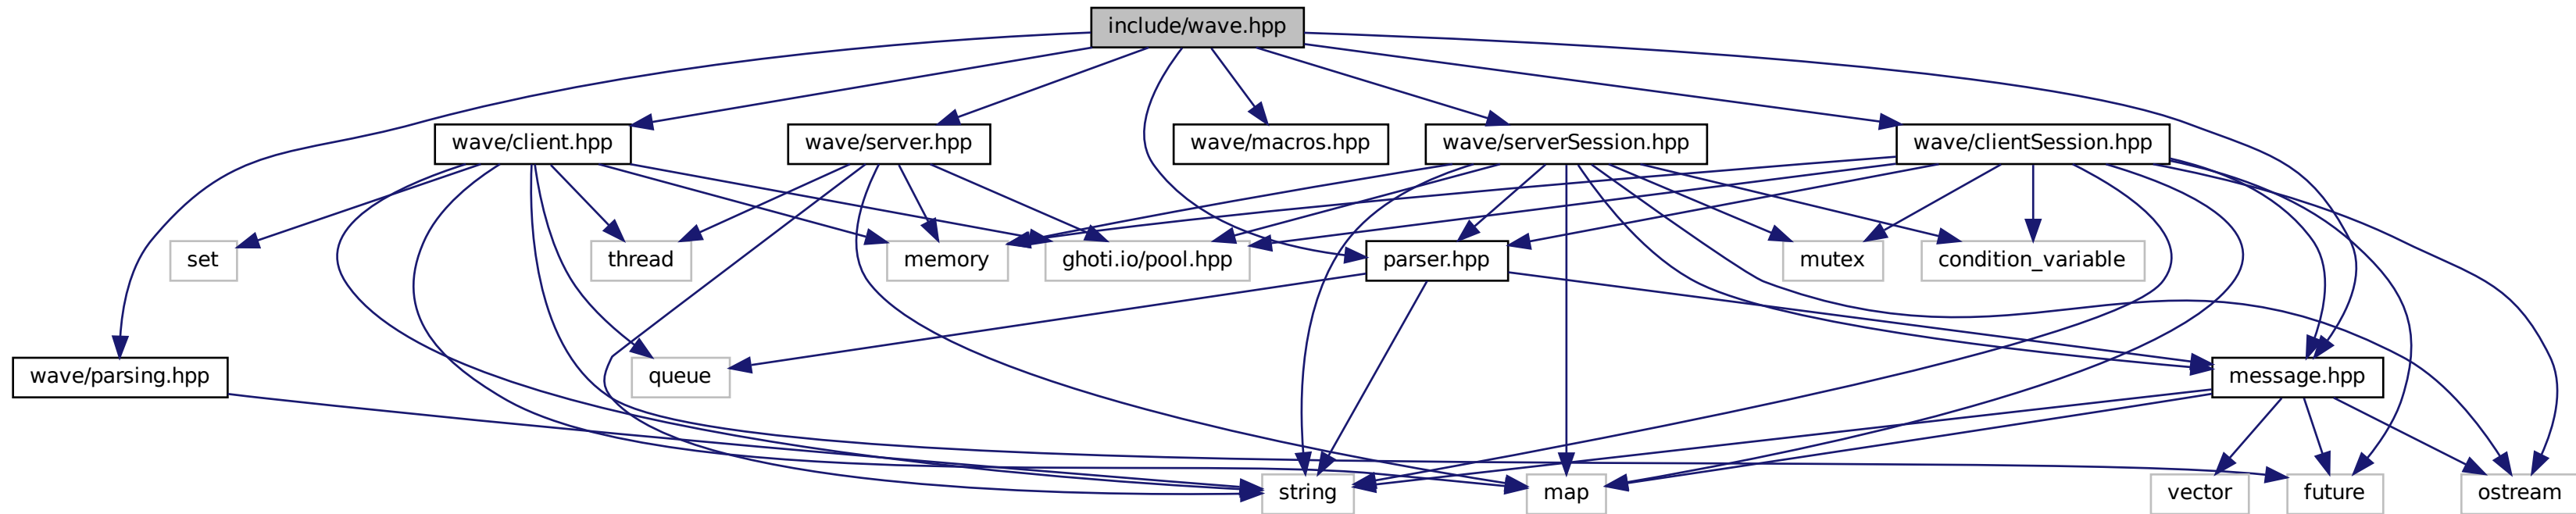 include/wave.hpp
wave/client.hpp
wave/server.hpp
wave/macros.hpp
wave/serverSession.hpp
wave/clientSession.hpp
set
thread
memory
ghoti.io/pool.hpp
parser.hpp
mutex
condition_variable
wave/parsing.hpp
queue
message.hpp
string
map
vector
future
ostream